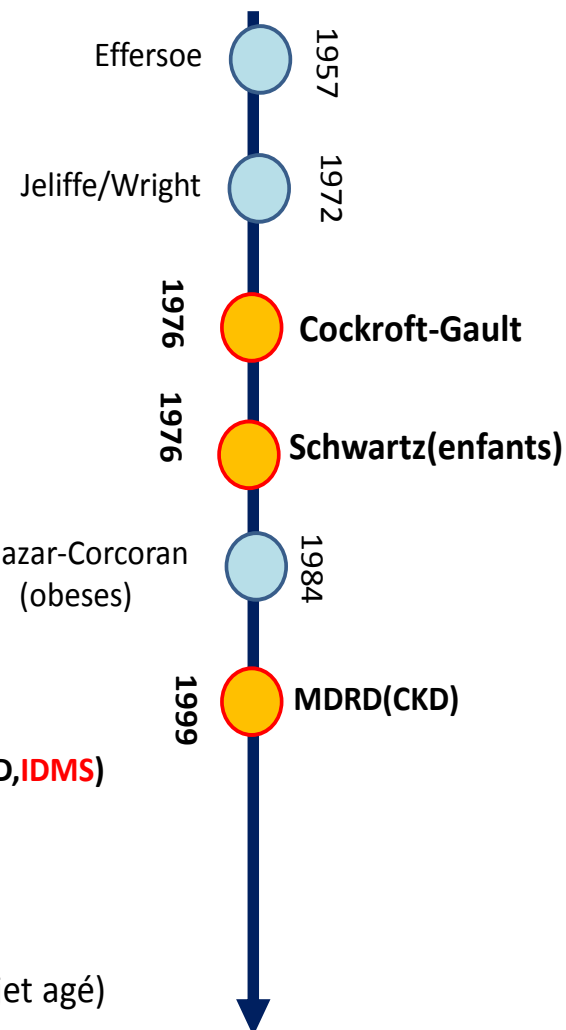 Effersoe
1957
Jeliffe/Wright
1972
1976
Cockroft-Gault
1976
Schwartz(enfants)
azar-Corcoran
(obeses)
1984
1999
MDRD(CKD)
D,IDMS)
et agé)